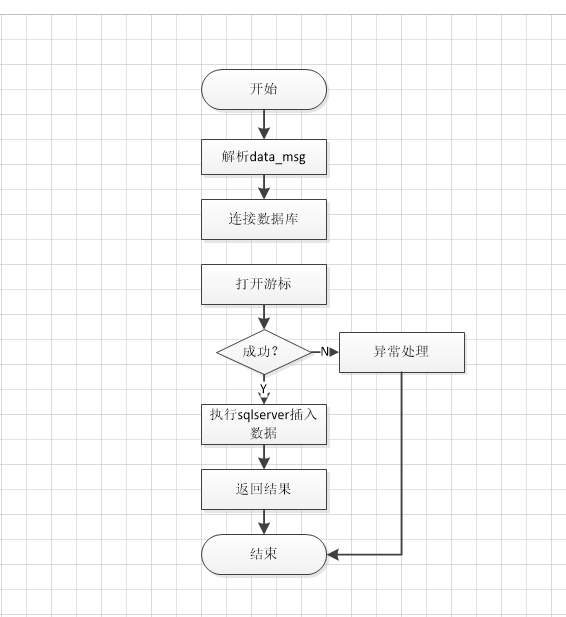 开始
解析data_msg
连接数据库
打开游标
成功？
N
异常处理
Y
执行sqlserver插入
数据
返回结果
结束